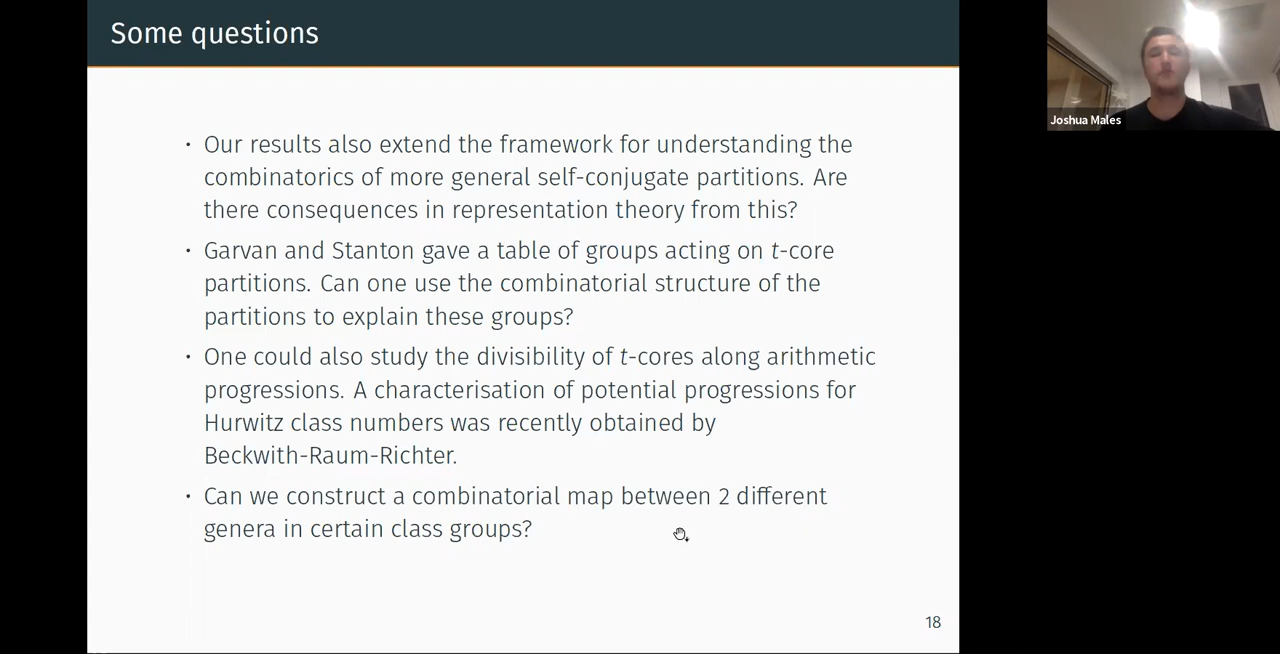 Some questions
· Our results also extend the framework for understanding the
combinatorics of more general self-conjugate partitions. Are
there consequences in representation theory from this?
· Garvan and Stanton gave a table of groups acting on t-core
partitions. Can one use the combinatorial structure of the
partitions to explain these groups?
· One could also study the divisibility of t-cores along arithmetic
progressions. A characterisation of potential progressions for
Hurwitz class numbers was recently obtained by
Beckwith-Raum-Richter.
· Can we construct a combinatorial map between 2 different
genera in certain class groups?
18
Joshua Males